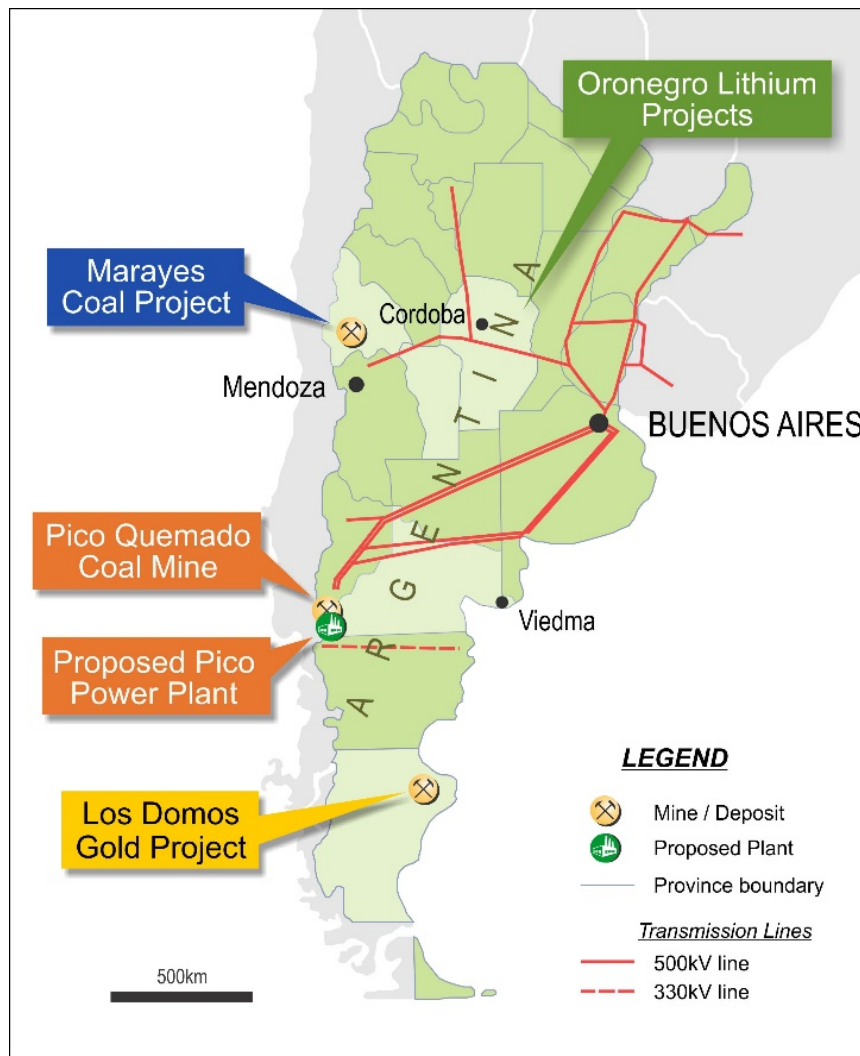 Oronegro Lithium
Projects
Marayes
Coal Project
Cordoba
Mendoza
BUENOS AIRES
Pico Quemado
Coal Mine
Viedma
Proposed Pico
Power Plant
ARGENTINA
Los Domos
Gold Project
LEGEND
Mine / Deposit
Proposed Plant
Province boundary
Transmission Lines
500kV line
330kV line
500km